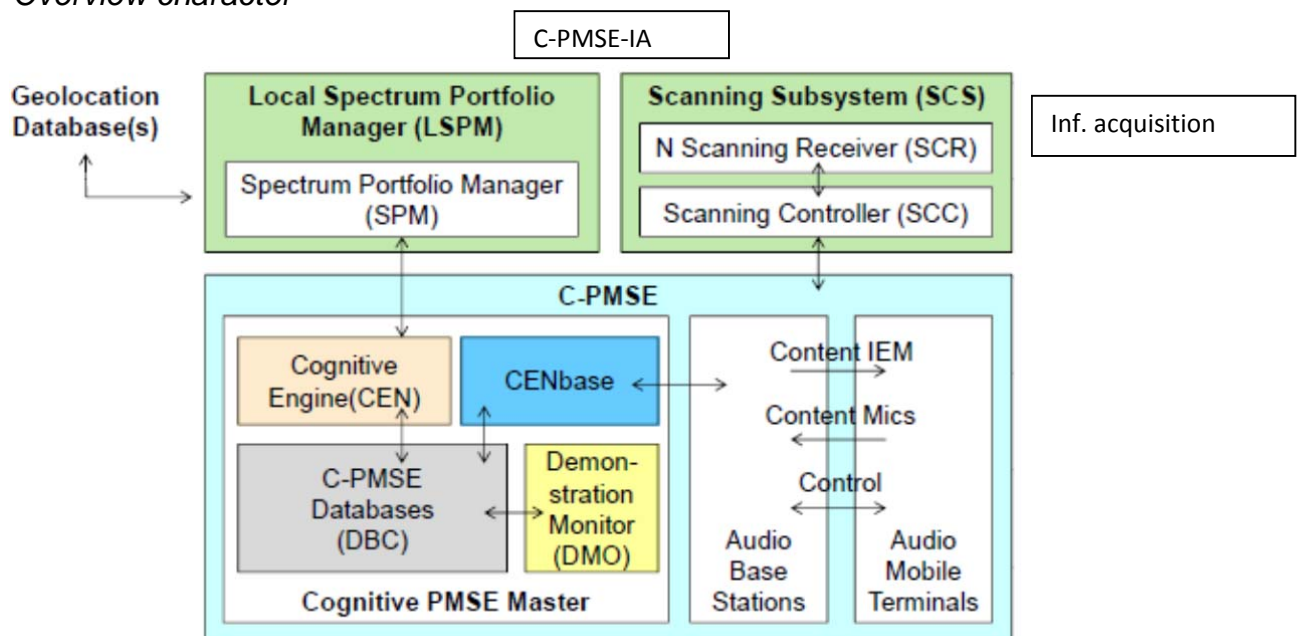 Overview charactor
C-PMSE-IA
Geolocation
Database(s)
Local Spectrum Portfolio
Manager (LSPM)
Spectrum Portfolio Manager
(SPM)
Scanning Subsystem (SCS)
N Scanning Receiver (SCR)
Scanning Controller (SCC)
Inf. acquisition
C-PMSE
Cognitive
Engine(CEN)
CENbase
C-PMSE
Databases
(DBC)
Demon-
stration
Monitor
(DMO)
Cognitive PMSE Master
Content IEM
Content Mics
Control
Audio
Base
Stations
Audio
Mobile
Terminals